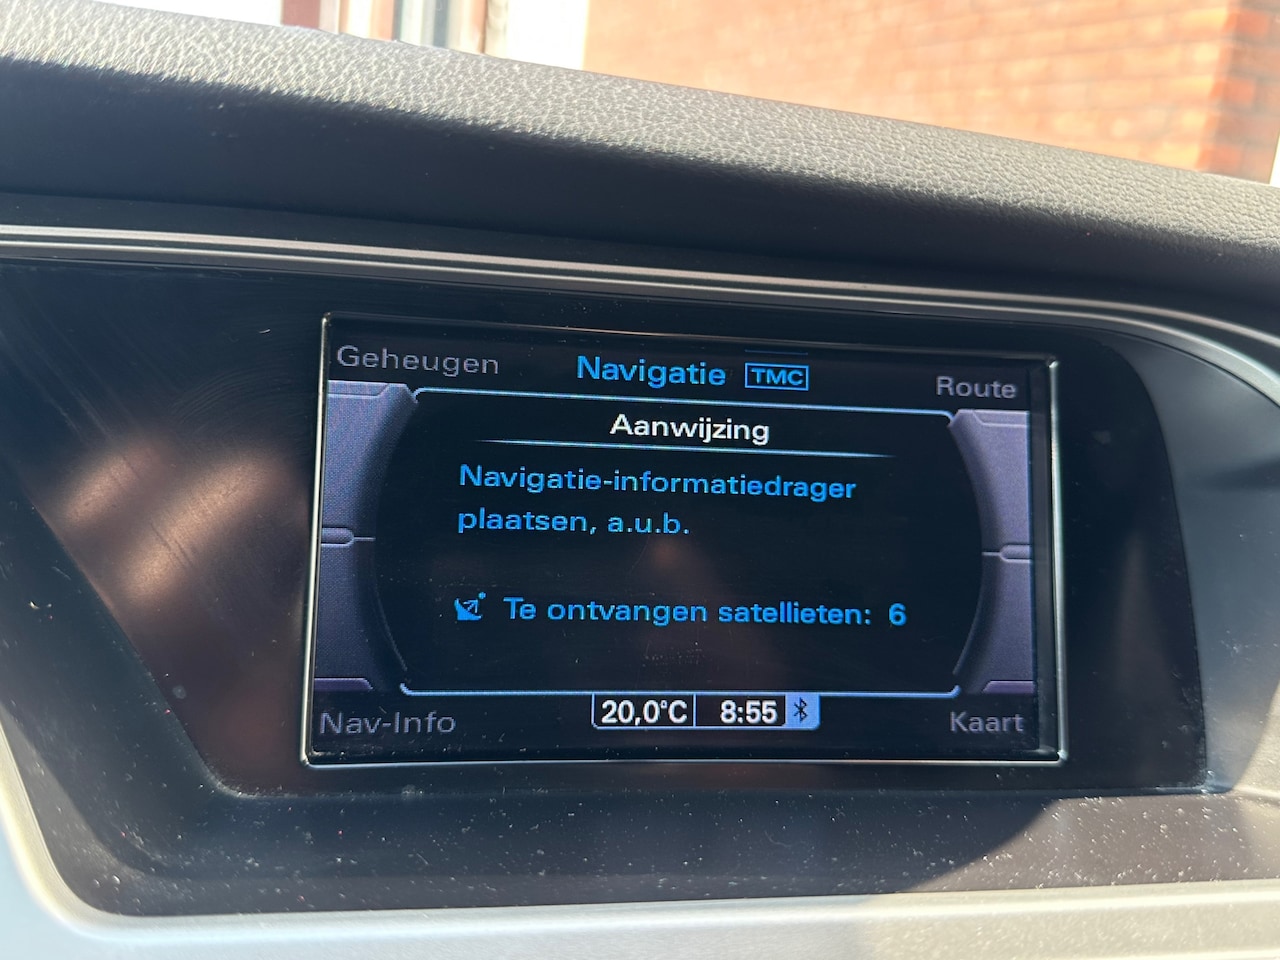 Geheugen
Navigatie TMC
Route
Aanwijzing
Navigatie-informatiedrager
plaatsen, a.u.b.
Te ontvangen satellieten: 6
Nav-Info
20,0°C 8:55
Kaart